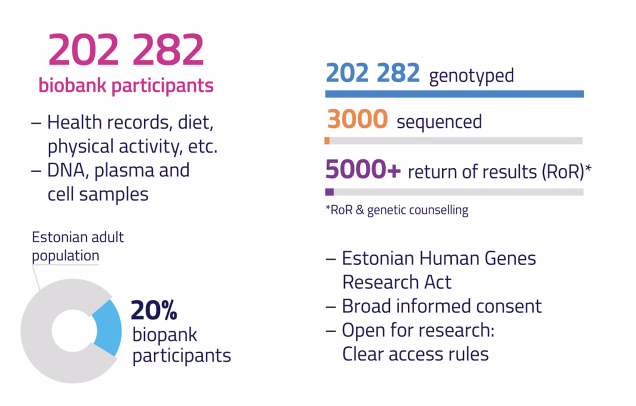 202 282
biobank participants
– Health records, diet,
physical activity, etc.
– DNA, plasma and
cell samples
Estonian adult
population
20%
biopank
participants
202 282 genotyped
3000 sequenced
5000+ return of results (RoR)*
*RoR & genetic counselling
– Estonian Human Genes
Research Act
– Broad informed consent
– Open for research:
Clear access rules